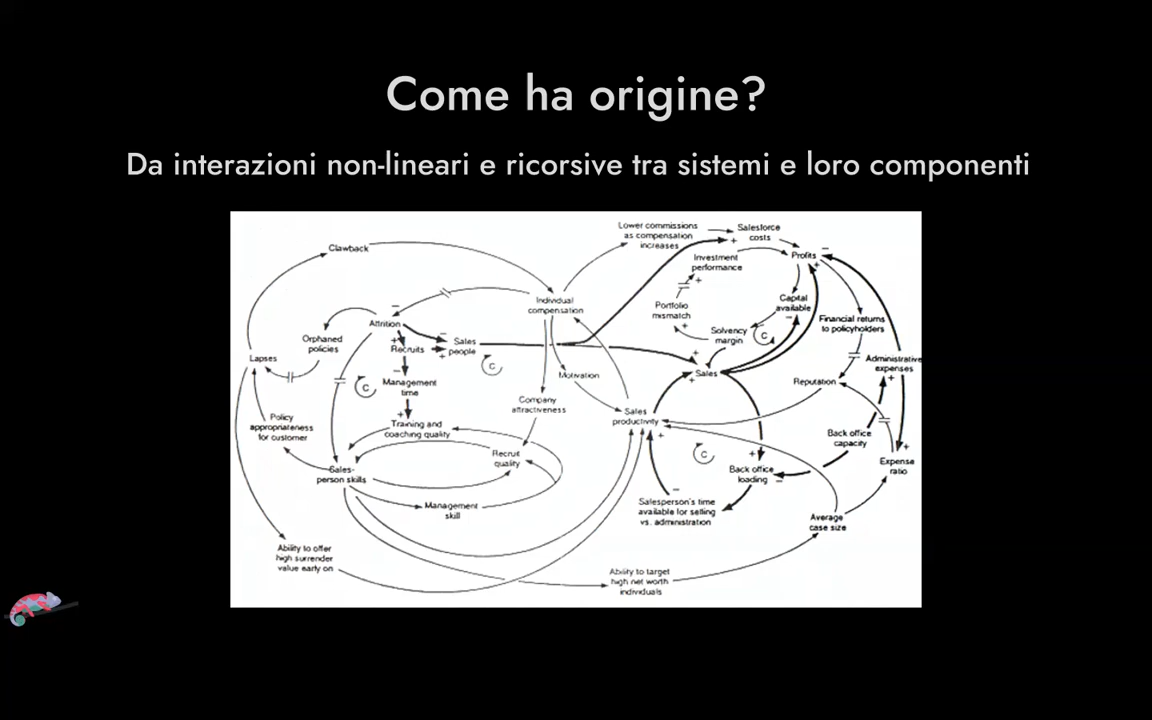 Come ha origine?
Da interazioni non-lineari e ricorsive tra sistemi e loro componenti
Clawback
Lower commissions
as compensation
increases
Salesforce
costs
+
Investment
performance
+
Profits
−
+
Individual
compensation
Portfolio
mismatch
+
Capital
available
−
Financial returns
to policyholders
−
Attrition
Orphaned
policies
+
Recruits
−
+
Sales
people
C
Solvency
margin
C
Lapses
C
−
Management
time
Motivation
+
Sales
+
Reputation
Administrative
expenses
+
Company
attractiveness
Policy
appropriateness
for customer
+
Training and
coaching quality
Sales
productivity
+
Back office
capacity
Recruit
quality
C
+
Back office
loading
−
+
Expense
ratio
Sales-
person skills
Management
skill
−
Salesperson's time
available for selling
vs. administration
Average
case size
Ability to offer
high surrender
value early on
Ability to target
high net worth
individuals